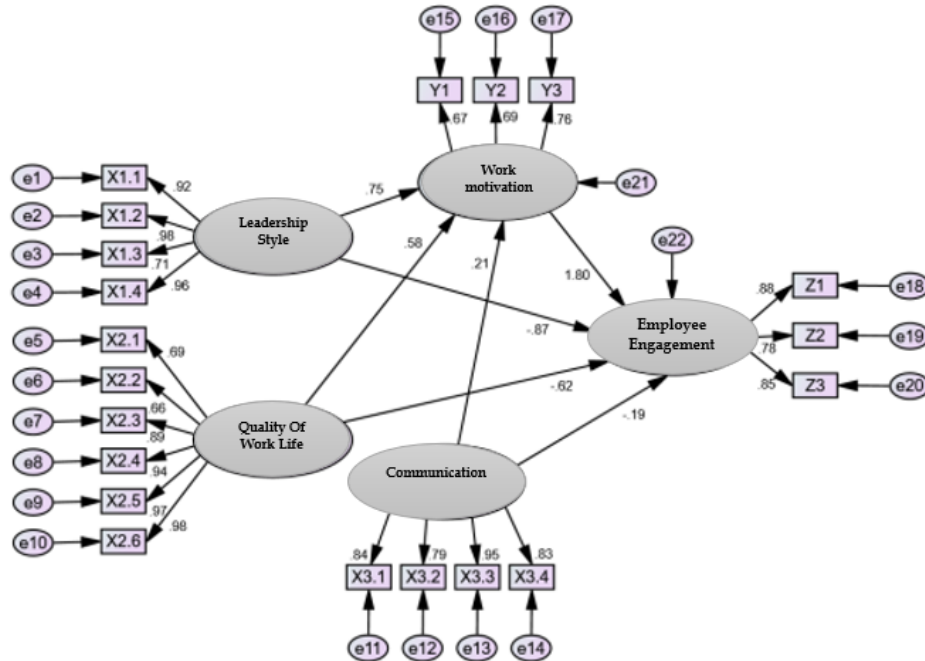 e15
e16
e17
Y1
Y2
Y3
.67
.69
.76
Work
motivation
e21
e1
X1.1
.92
e2
X1.2
.98
e3
X1.3
.71
e4
X1.4
.96
Leadership
Style
.75
.58
.21
1.80
-.87
e22
Employee
Engagement
.88
Z1
e18
.78
Z2
e19
.85
Z3
e20
e5
X2.1
.69
e6
X2.2
.66
e7
X2.3
.89
e8
X2.4
.94
e9
X2.5
.97
e10
X2.6
.98
Quality Of
Work Life
-.62
-.19
Communication
.84
.79
.95
.83
X3.1
X3.2
X3.3
X3.4
e11
e12
e13
e14